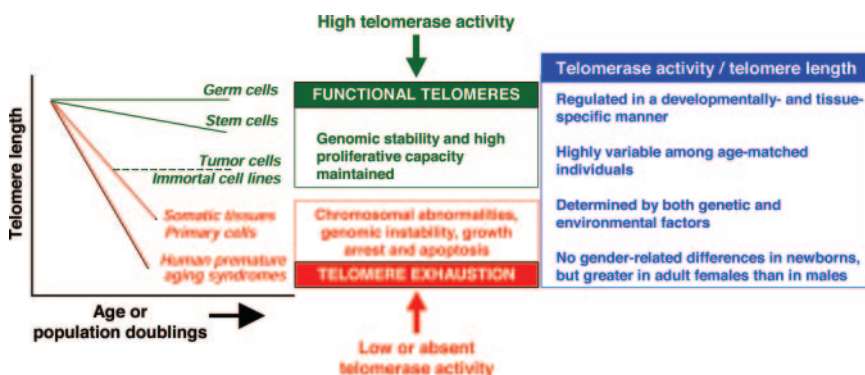 High telomerase activity
Telomere length
Germ cells
Stem cells
Tumor cells
Immortal cell lines
Somatic tissues
Primary cells
Human premature
aging syndromes
Age or
population doublings
FUNCTIONAL TELOMERES
Genomic stability and high
proliferative capacity
maintained
Chromosomal abnormalities,
genomic instability, growth
arrest and apoptosis
TELOMERE EXHAUSTION
Low or absent
telomerase activity
Telomerase activity / telomere length
Regulated in a developmentally- and tissue-
specific manner
Highly variable among age-matched
individuals
Determined by both genetic and
environmental factors
No gender-related differences in newborns,
but greater in adult females than in males